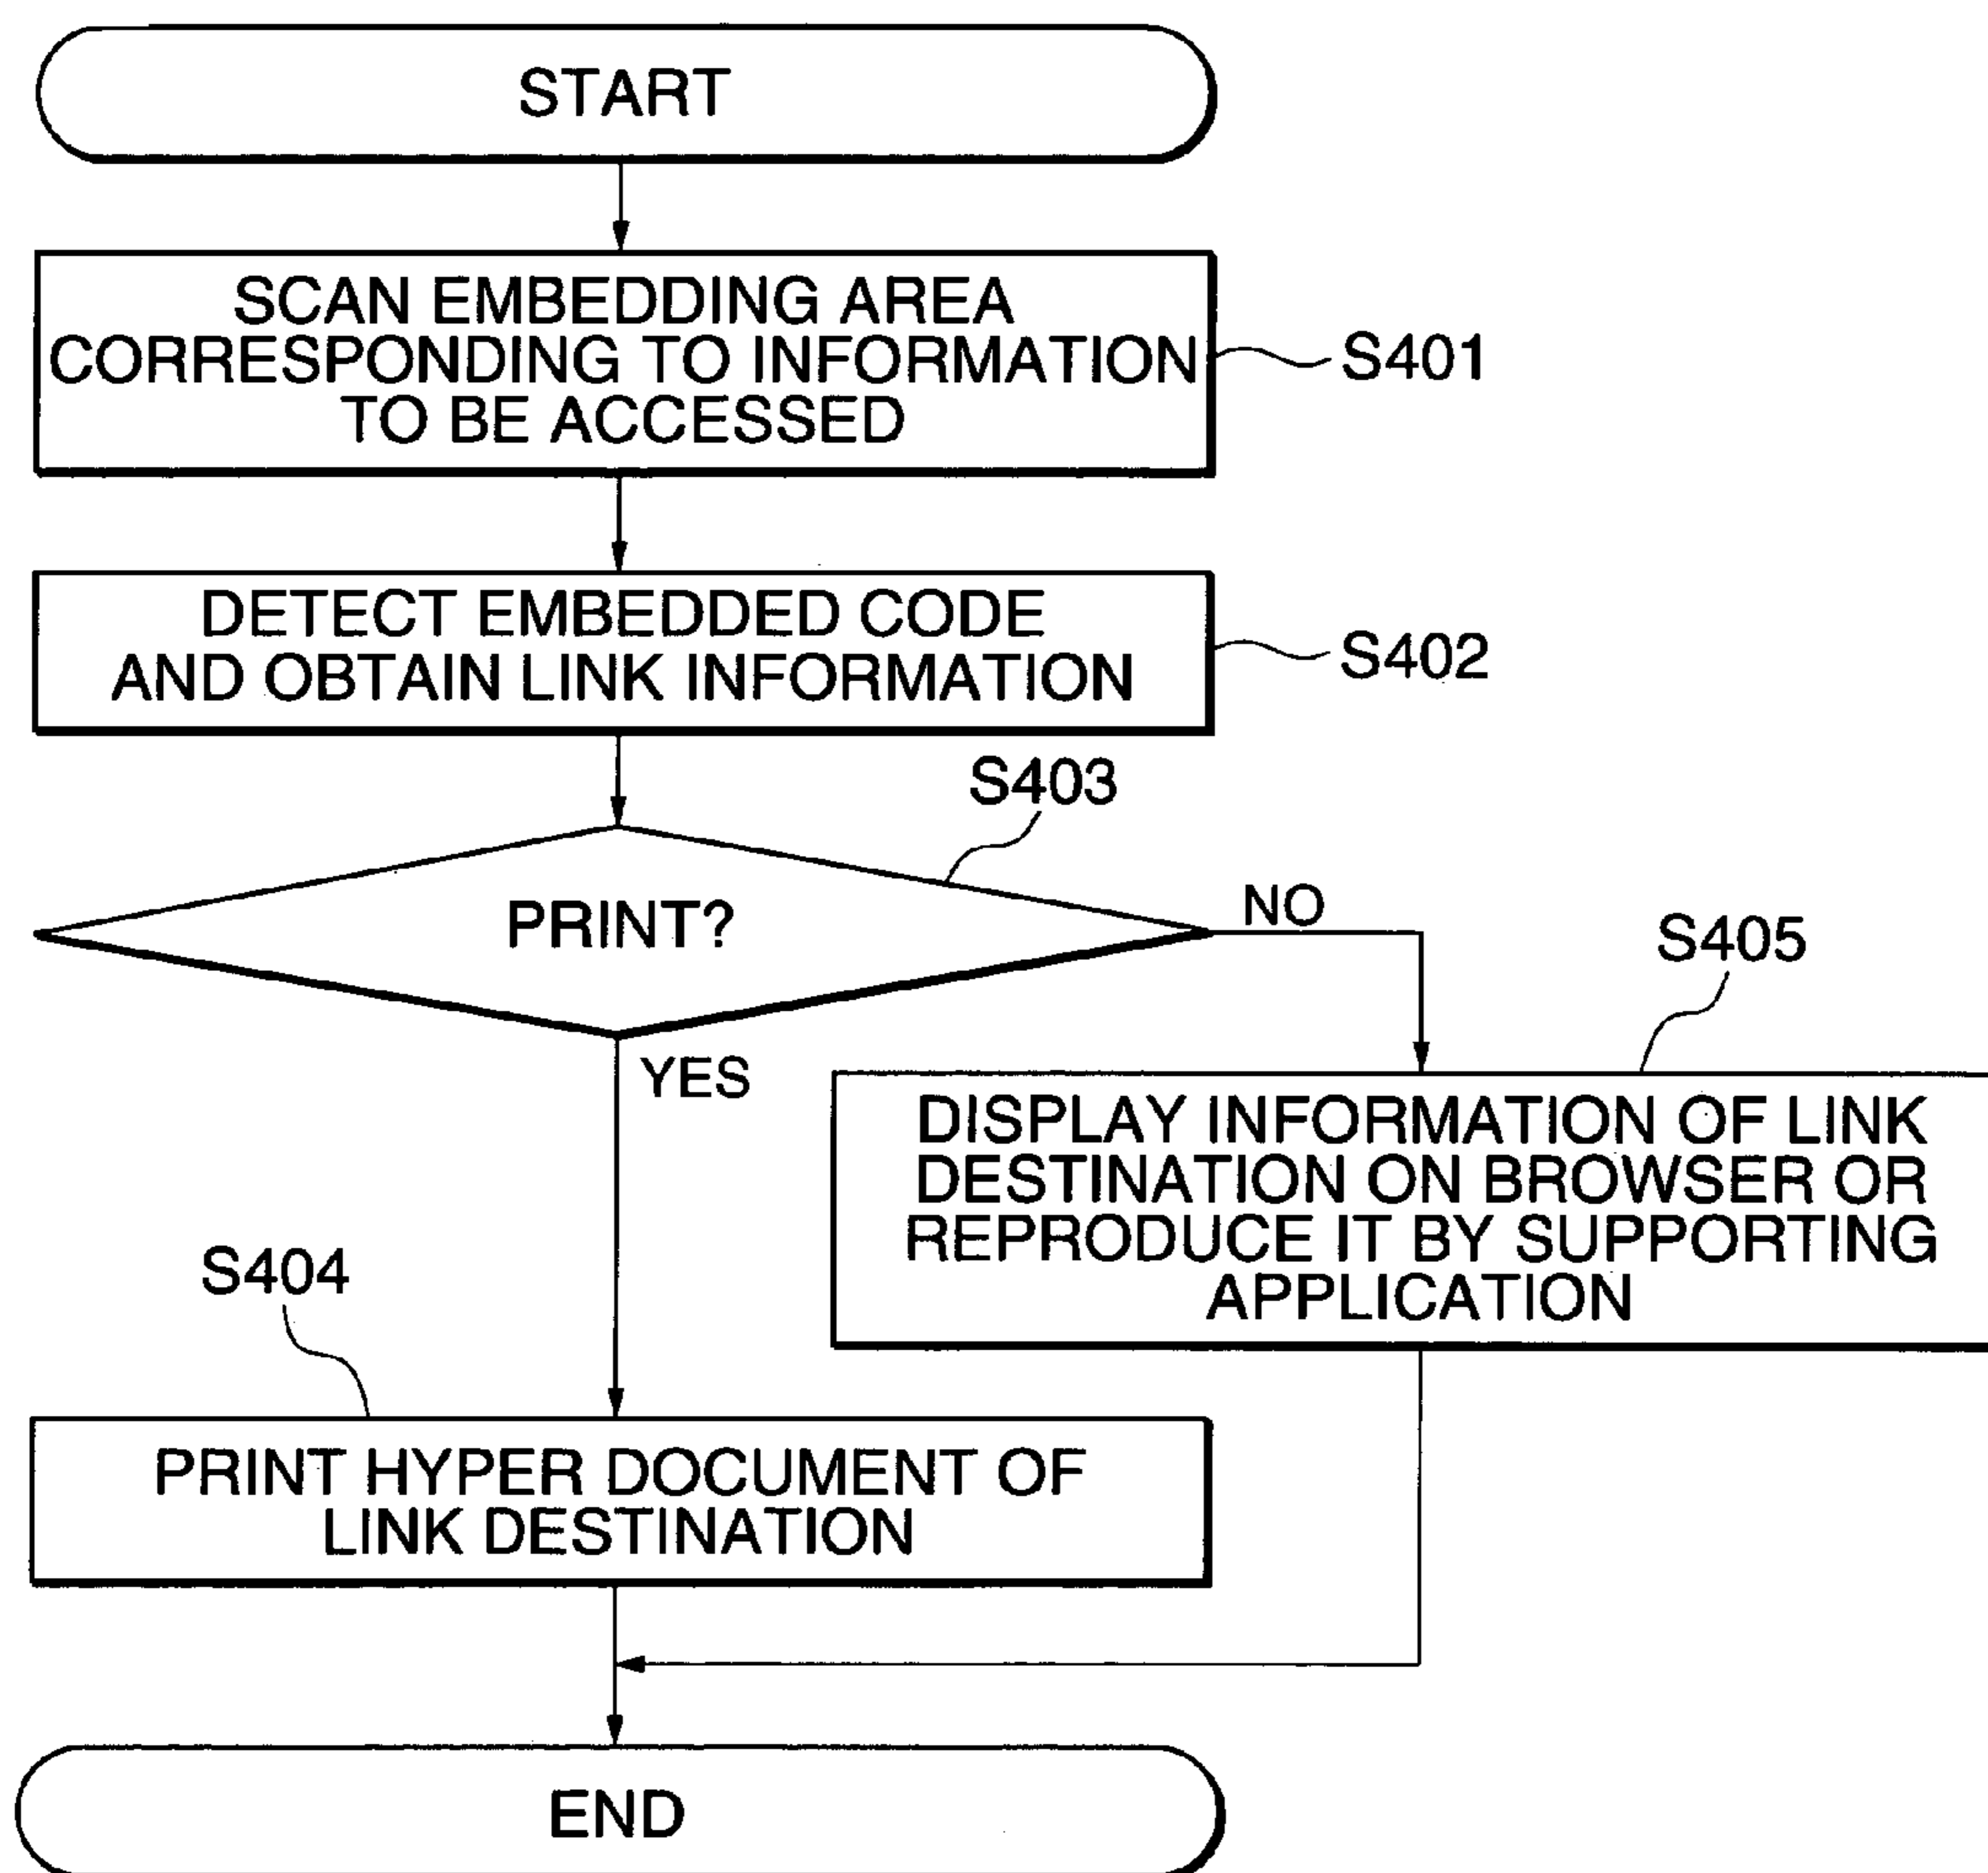 START
SCAN EMBEDDING AREA
CORRESPONDING TO INFORMATION
TO BE ACCESSED
S401
DETECT EMBEDDED CODE
AND OBTAIN LINK INFORMATION
S402
S403
PRINT?
NO
YES
S405
DISPLAY INFORMATION OF LINK
DESTINATION ON BROWSER OR
REPRODUCE IT BY SUPPORTING
APPLICATION
S404
PRINT HYPER DOCUMENT OF
LINK DESTINATION
END